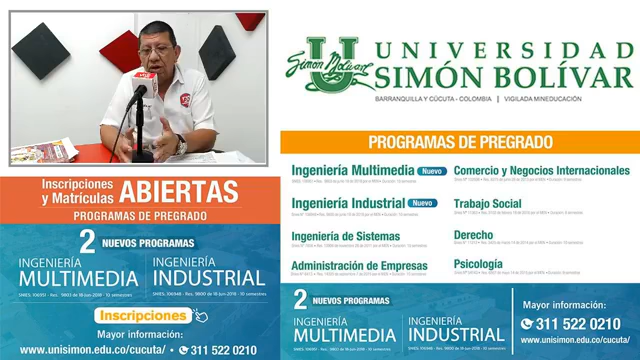 Inscripciones
y Matrículas ABIERTAS
PROGRAMAS DE PREGRADO
2 NUEVOS PROGRAMAS
INGENIERÍA
MULTIMEDIA
INGENIERÍA
INDUSTRIAL
Inscripciones
Mayor información:
www.unisimon.edu.co/cucuta/ • 311 522 0210
Simón Bolívar
UNIVERSIDAD
SIMÓN BOLÍVAR
BARRANQUILLA Y CÚCUTA - COLOMBIA | VIGILADA MINEDUCACIÓN
PROGRAMAS DE PREGRADO
Ingeniería Multimedia Nuevo
Ingeniería Industrial Nuevo
Ingeniería de Sistemas
Administración de Empresas
Comercio y Negocios Internacionales
Trabajo Social
Derecho
Psicología
2 NUEVOS PROGRAMAS
INGENIERÍA
MULTIMEDIA
INGENIERÍA
INDUSTRIAL
Mayor información:
311 522 0210
www.unisimon.edu.co/cucuta/